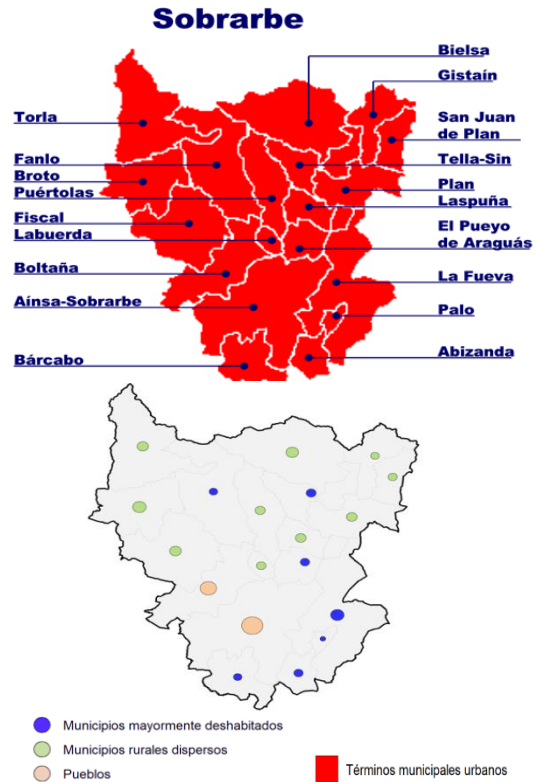 Sobrarbe
Bielsa
Gistaín
Torla
San Juan
de Plan
Fanlo
Tella-Sin
Broto
Plan
Puértolas
Laspuña
Fiscal
El Pueyo
de Araguás
Labuerda
Boltaña
La Fueva
Aínsa-Sobrarbe
Palo
Bárcabo
Abizanda
Municipios mayormente deshabitados
Municipios rurales dispersos
Pueblos
Términos municipales urbanos